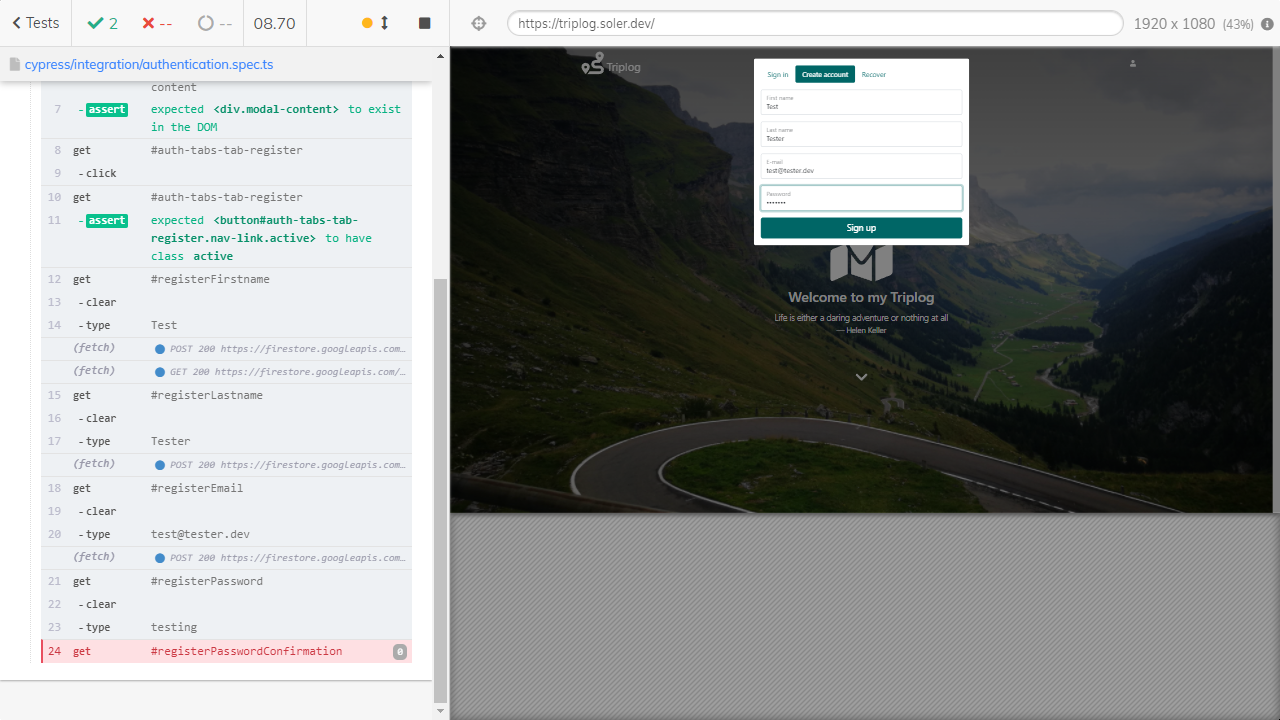 Tests
2
--
--
08.70
https://triplog.soler.dev/
1920 x 1080 (43%)
cypress/integration/authentication.spec.ts
content
7 -assert expected <div.modal-content> to exist
in the DOM
8 get #auth-tabs-tab-register
9 -click
10 get #auth-tabs-tab-register
11 -assert expected <button#auth-tabs-tab-
register.nav-link.active> to have
class active
12 get #registerFirstname
13 -clear
14 -type Test
(fetch) POST 200 https://firestore.googleapis.com…
(fetch) GET 200 https://firestore.googleapis.com/…
15 get #registerLastname
16 -clear
17 -type Tester
(fetch) POST 200 https://firestore.googleapis.com…
18 get #registerEmail
19 -clear
20 -type test@tester.dev
(fetch) POST 200 https://firestore.googleapis.com…
21 get #registerPassword
22 -clear
23 -type testing
24 get #registerPasswordConfirmation 0
Triplog
Sign in Create account Recover
First name
Test
Last name
Tester
E-mail
test@tester.dev
Password
•••••••
Sign up
Welcome to my Triplog
Life is either a daring adventure or nothing at all
— Helen Keller